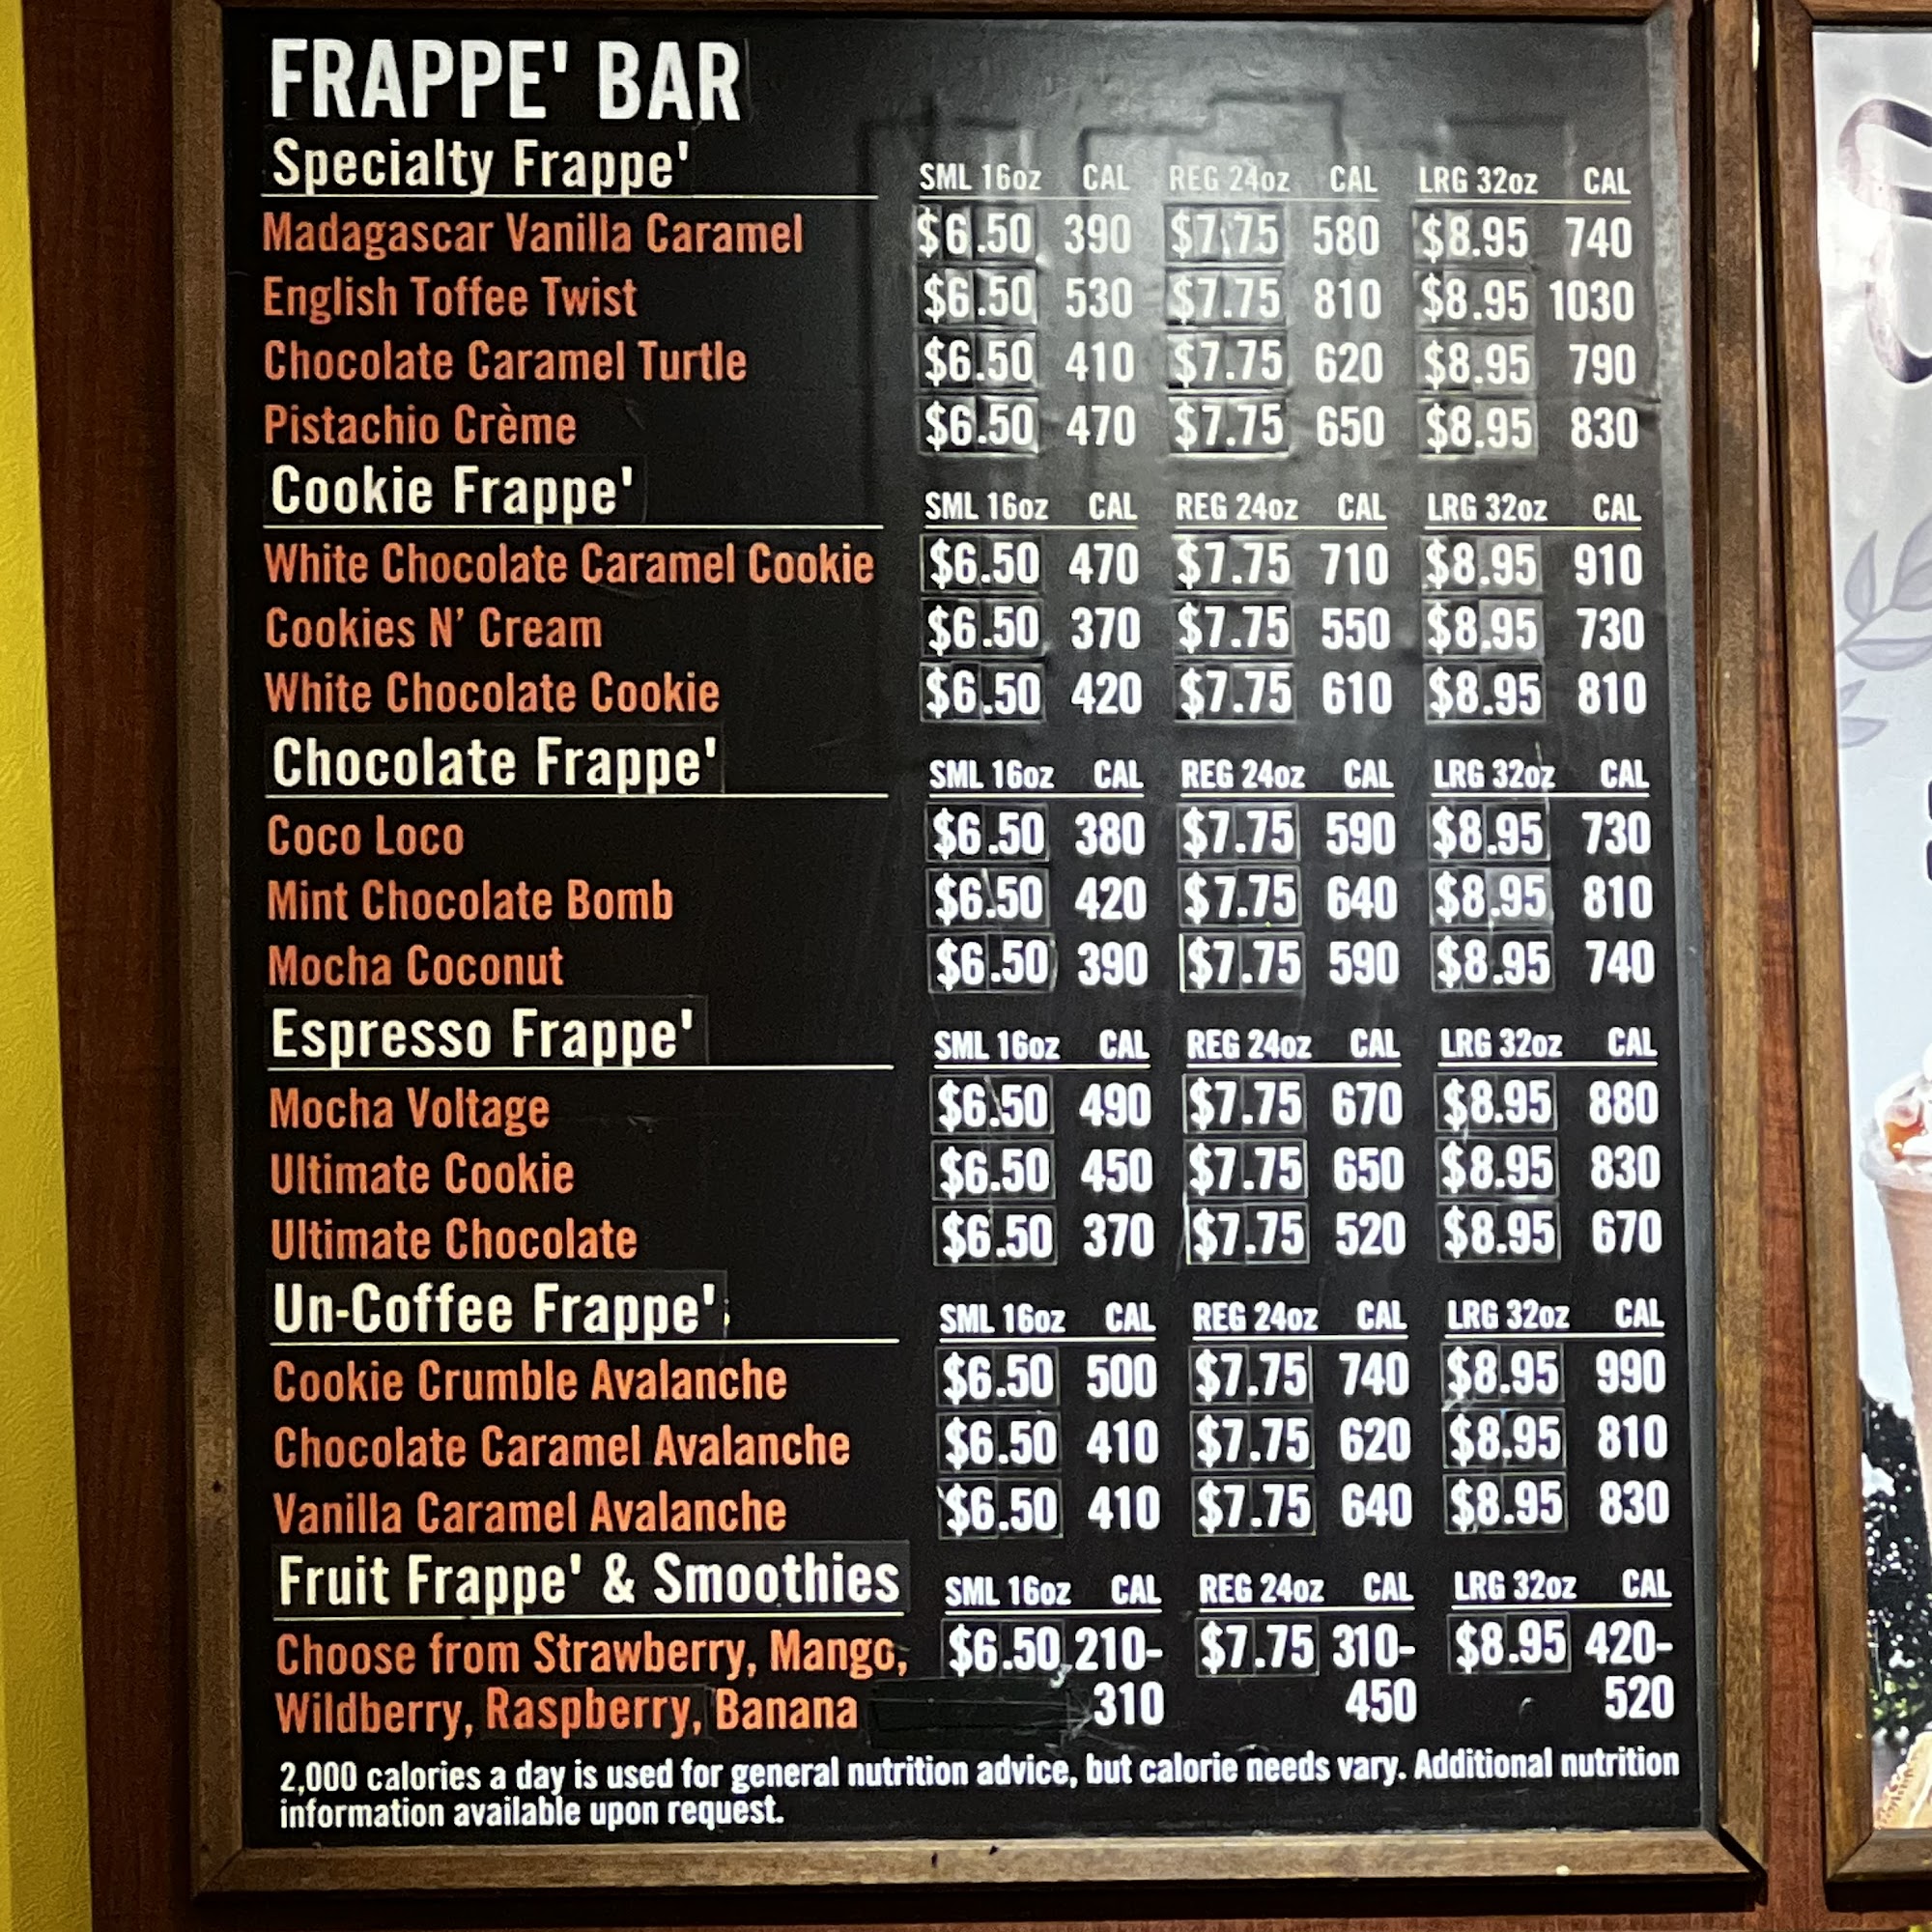 FRAPPE' BAR
Specialty Frappe' SML 16oz CAL REG 24oz CAL LRG 32oz CAL
Madagascar Vanilla Caramel $6.50 390 $7.75 580 $8.95 740
English Toffee Twist $6.50 530 $7.75 810 $8.95 1030
Chocolate Caramel Turtle $6.50 410 $7.75 620 $8.95 790
Pistachio Crème $6.50 470 $7.75 650 $8.95 830
Cookie Frappe' SML 16oz CAL REG 24oz CAL LRG 32oz CAL
White Chocolate Caramel Cookie $6.50 470 $7.75 710 $8.95 910
Cookies N' Cream $6.50 370 $7.75 550 $8.95 730
White Chocolate Cookie $6.50 420 $7.75 610 $8.95 810
Chocolate Frappe' SML 16oz CAL REG 24oz CAL LRG 32oz CAL
Coco Loco $6.50 380 $7.75 590 $8.95 730
Mint Chocolate Bomb $6.50 420 $7.75 640 $8.95 810
Mocha Coconut $6.50 390 $7.75 590 $8.95 740
Espresso Frappe' SML 16oz CAL REG 24oz CAL LRG 32oz CAL
Mocha Voltage $6.50 490 $7.75 670 $8.95 880
Ultimate Cookie $6.50 450 $7.75 650 $8.95 830
Ultimate Chocolate $6.50 370 $7.75 520 $8.95 670
Un-Coffee Frappe' SML 16oz CAL REG 24oz CAL LRG 32oz CAL
Cookie Crumble Avalanche $6.50 500 $7.75 740 $8.95 990
Chocolate Caramel Avalanche $6.50 410 $7.75 620 $8.95 810
Vanilla Caramel Avalanche $6.50 410 $7.75 640 $8.95 830
Fruit Frappe' & Smoothies SML 16oz CAL REG 24oz CAL LRG 32oz CAL
Choose from Strawberry, Mango, $6.50 210- $7.75 310- $8.95 420-
Wildberry, Raspberry, Banana 310 450 520
2,000 calories a day is used for general nutrition advice, but calorie needs vary. Additional nutrition
information available upon request.